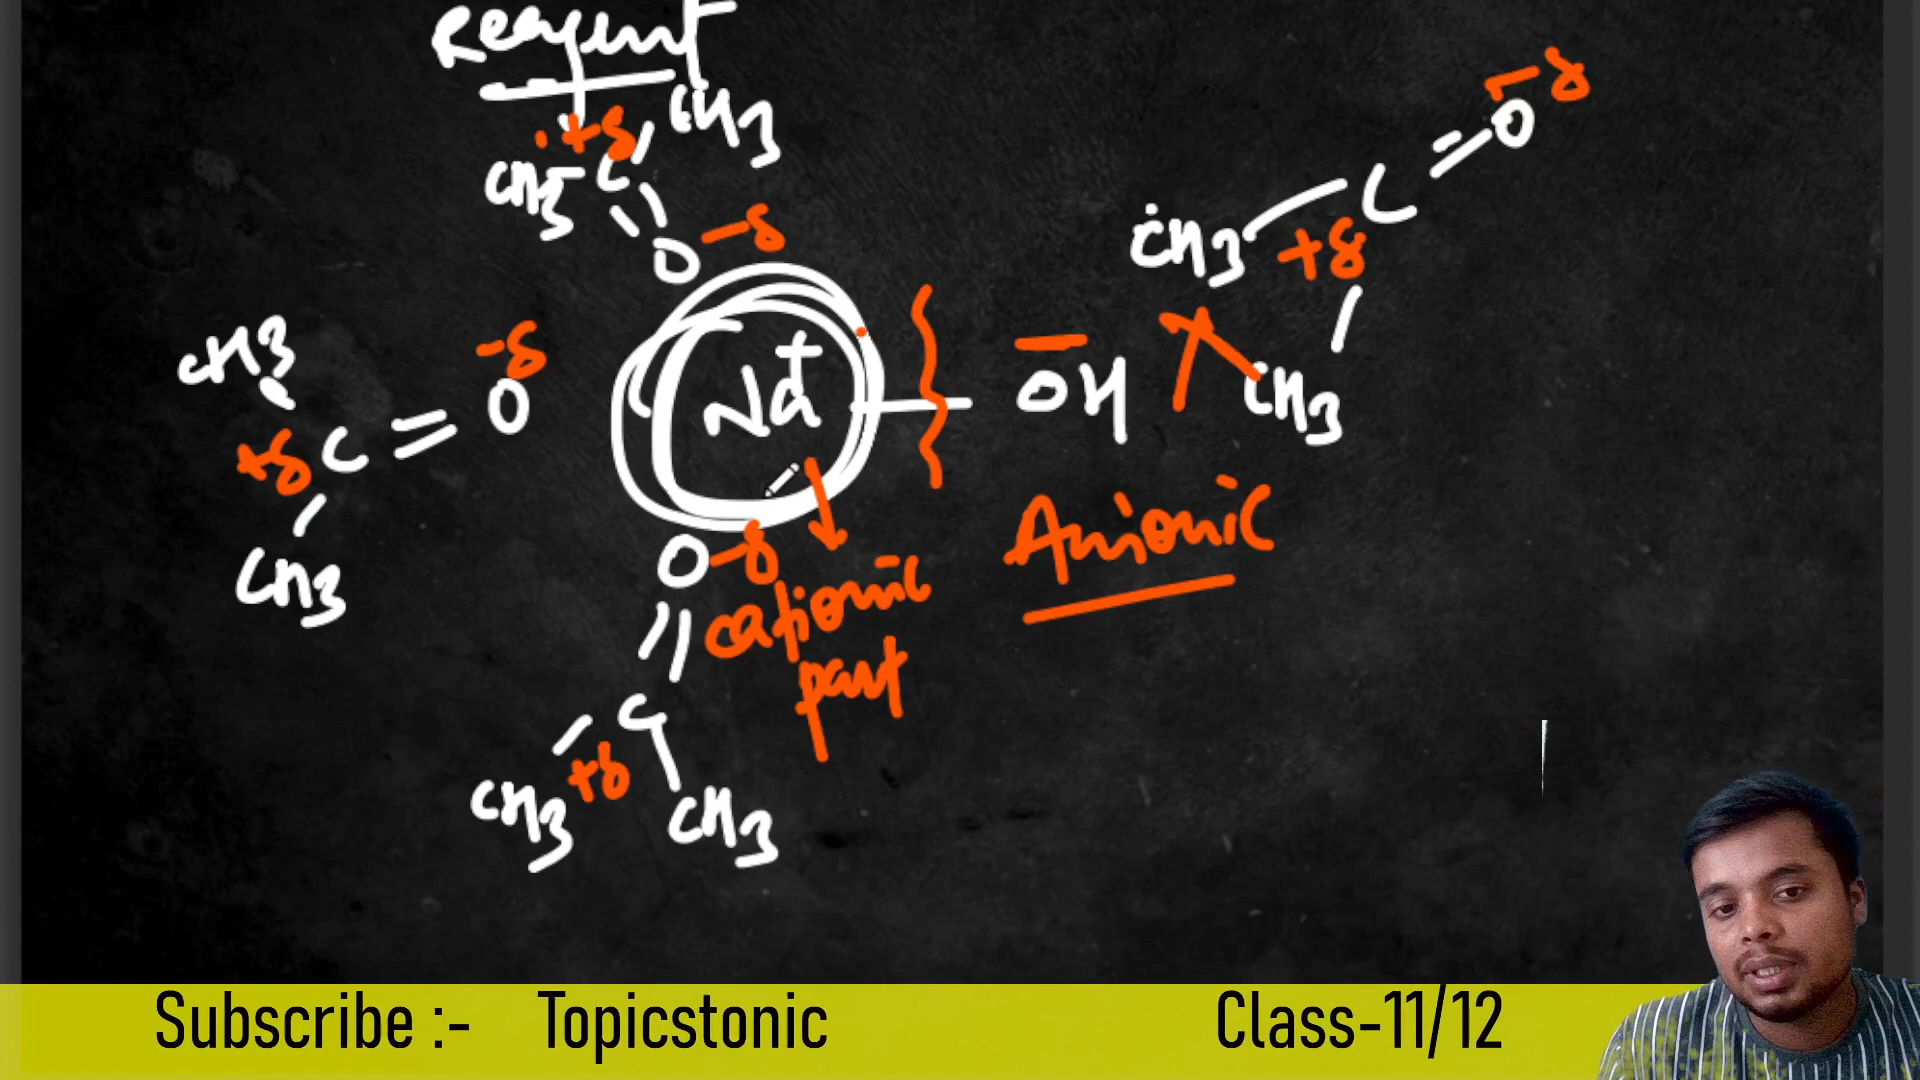 Reagent
+δ
CH3
CH3 - C
O -δ
CH3
+δ C = O -δ
CH3
Na+
OH
CH3 C = O -δ
+δ
CH3
O -δ
cationic
part
Anionic
C
CH3 +δ CH3
Subscribe :- Topicstonic Class-11/12